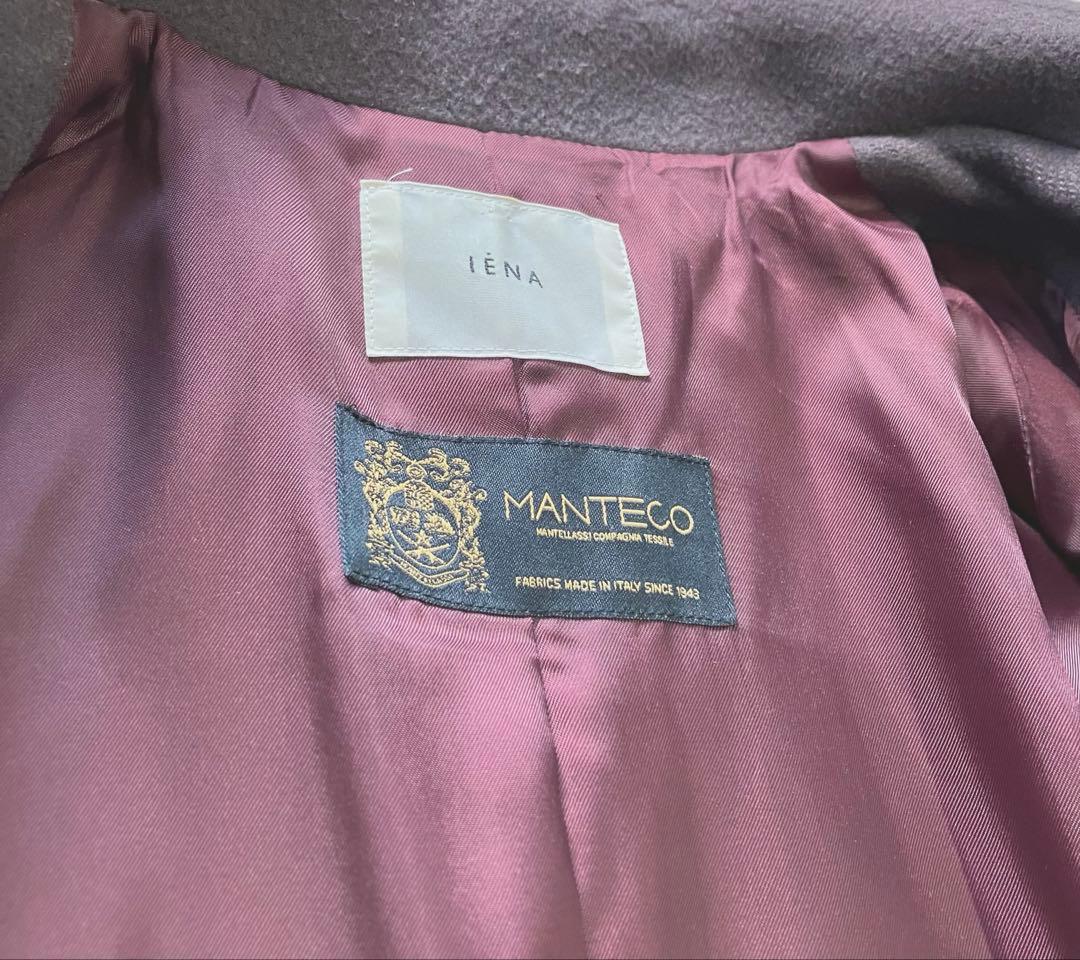 IÉNA
MANTECO
MANTELLASSI COMPAGNIA TESSILE
FABRICS MADE IN ITALY SINCE 1943